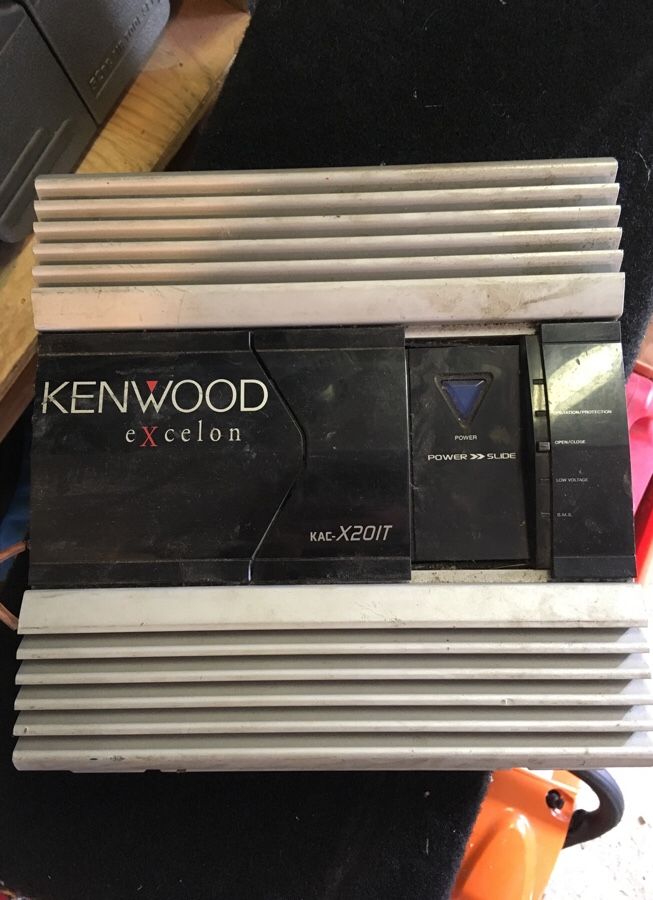 KENWOOD
eXcelon
KAC-X201T
POWER
POWER >> SLIDE
OPEN/CLOSE
LOW VOLTAGE
B.M.S.